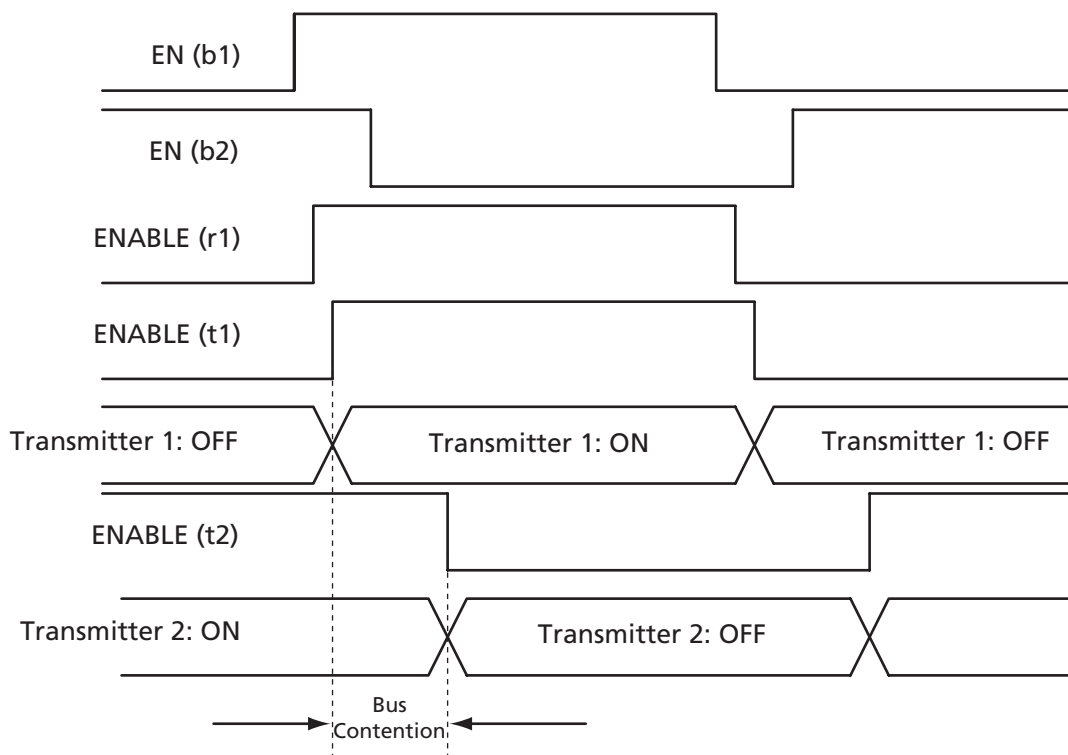 EN (b1)
EN (b2)
ENABLE (r1)
ENABLE (t1)
Transmitter 1: OFF
Transmitter 1: ON
Transmitter 1: OFF
ENABLE (t2)
Transmitter 2: ON
Transmitter 2: OFF
Bus
Contention